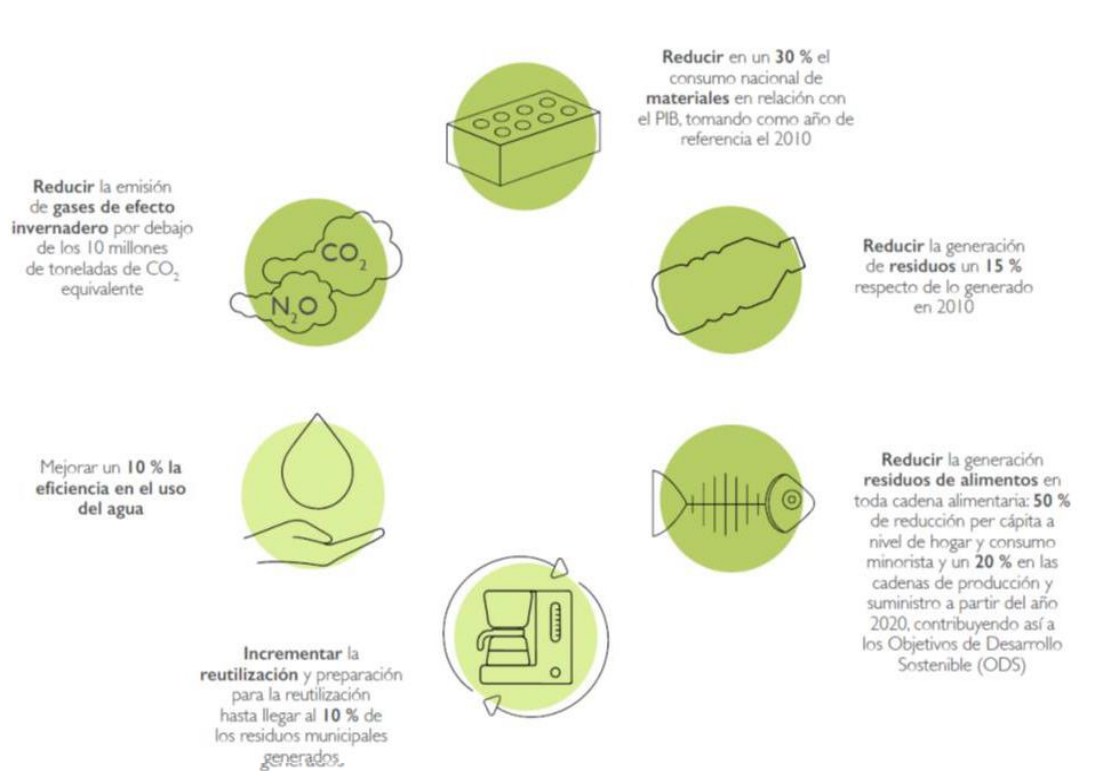 Reducir en un 30 % el
consumo nacional de
materiales en relación con
el PIB, tomando como año de
referencia el 2010
Reducir la emisión
de gases de efecto
invernadero por debajo
de los 10 millones
de toneladas de CO₂
equivalente
CO₂
N₂O
Reducir la generación
de residuos un 15 %
respecto de lo generado
en 2010
Mejorar un 10 % la
eficiencia en el uso
del agua
Reducir la generación
residuos de alimentos en
toda cadena alimentaria: 50 %
de reducción per cápita a
nivel de hogar y consumo
minorista y un 20 % en las
cadenas de producción y
suministro a partir del año
2020, contribuyendo así a
los Objetivos de Desarrollo
Sostenible (ODS)
Incrementar la
reutilización y preparación
para la reutilización
hasta llegar al 10 % de
los residuos municipales
generados.